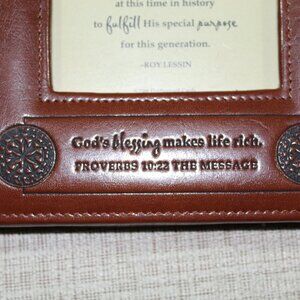 at this time in history
to fulfill His special purpose
for this generation.
-ROY LESSIN
God's blessing makes life rich.
PROVERBS 10:22 THE MESSAGE